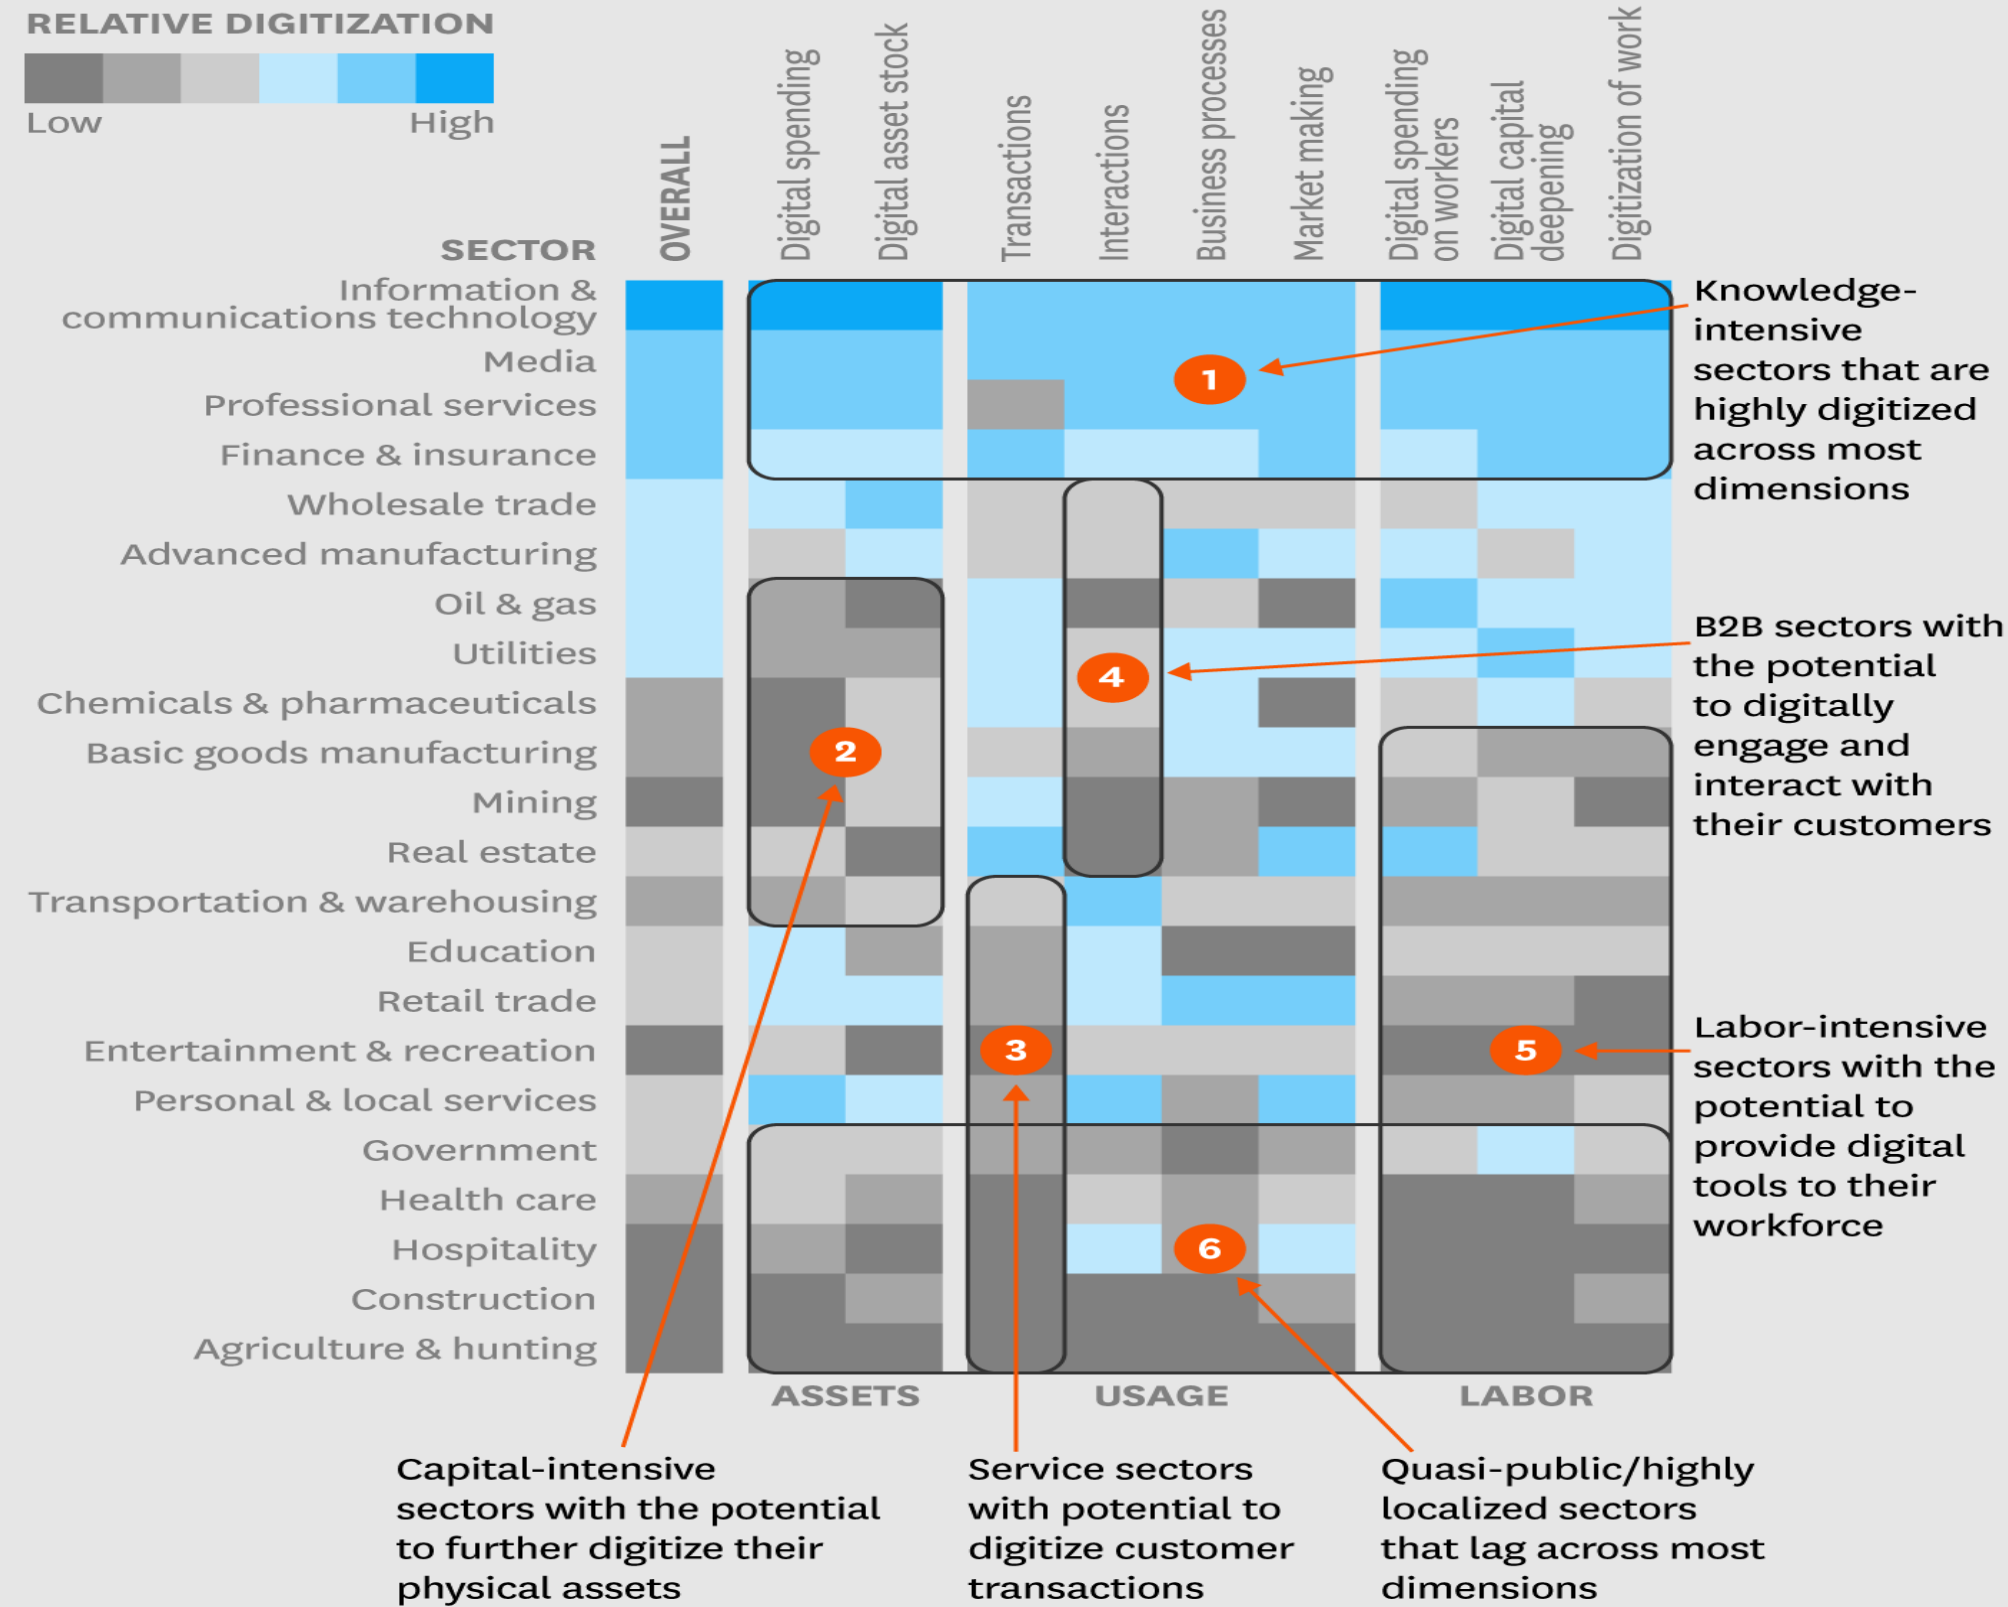 RELATIVE DIGITIZATION
Low
High
SECTOR
OVERALL
Digital spending
Digital asset stock
Transactions
Interactions
Business processes
Market making
Digital spending
on workers
Digital capital
deepening
Digitization of work
Information &
communications technology
Media
Professional services
Finance & insurance
Wholesale trade
Advanced manufacturing
Oil & gas
Utilities
Chemicals & pharmaceuticals
Basic goods manufacturing
Mining
Real estate
Transportation & warehousing
Education
Retail trade
Entertainment & recreation
Personal & local services
Government
Health care
Hospitality
Construction
Agriculture & hunting
1
4
2
3
5
6
Knowledge-
intensive
sectors that are
highly digitized
across most
dimensions
B2B sectors with
the potential
to digitally
engage and
interact with
their customers
Labor-intensive
sectors with the
potential to
provide digital
tools to their
workforce
ASSETS
USAGE
LABOR
Capital-intensive
sectors with the potential
to further digitize their
physical assets
Service sectors
with potential to
digitize customer
transactions
Quasi-public/highly
localized sectors
that lag across most
dimensions